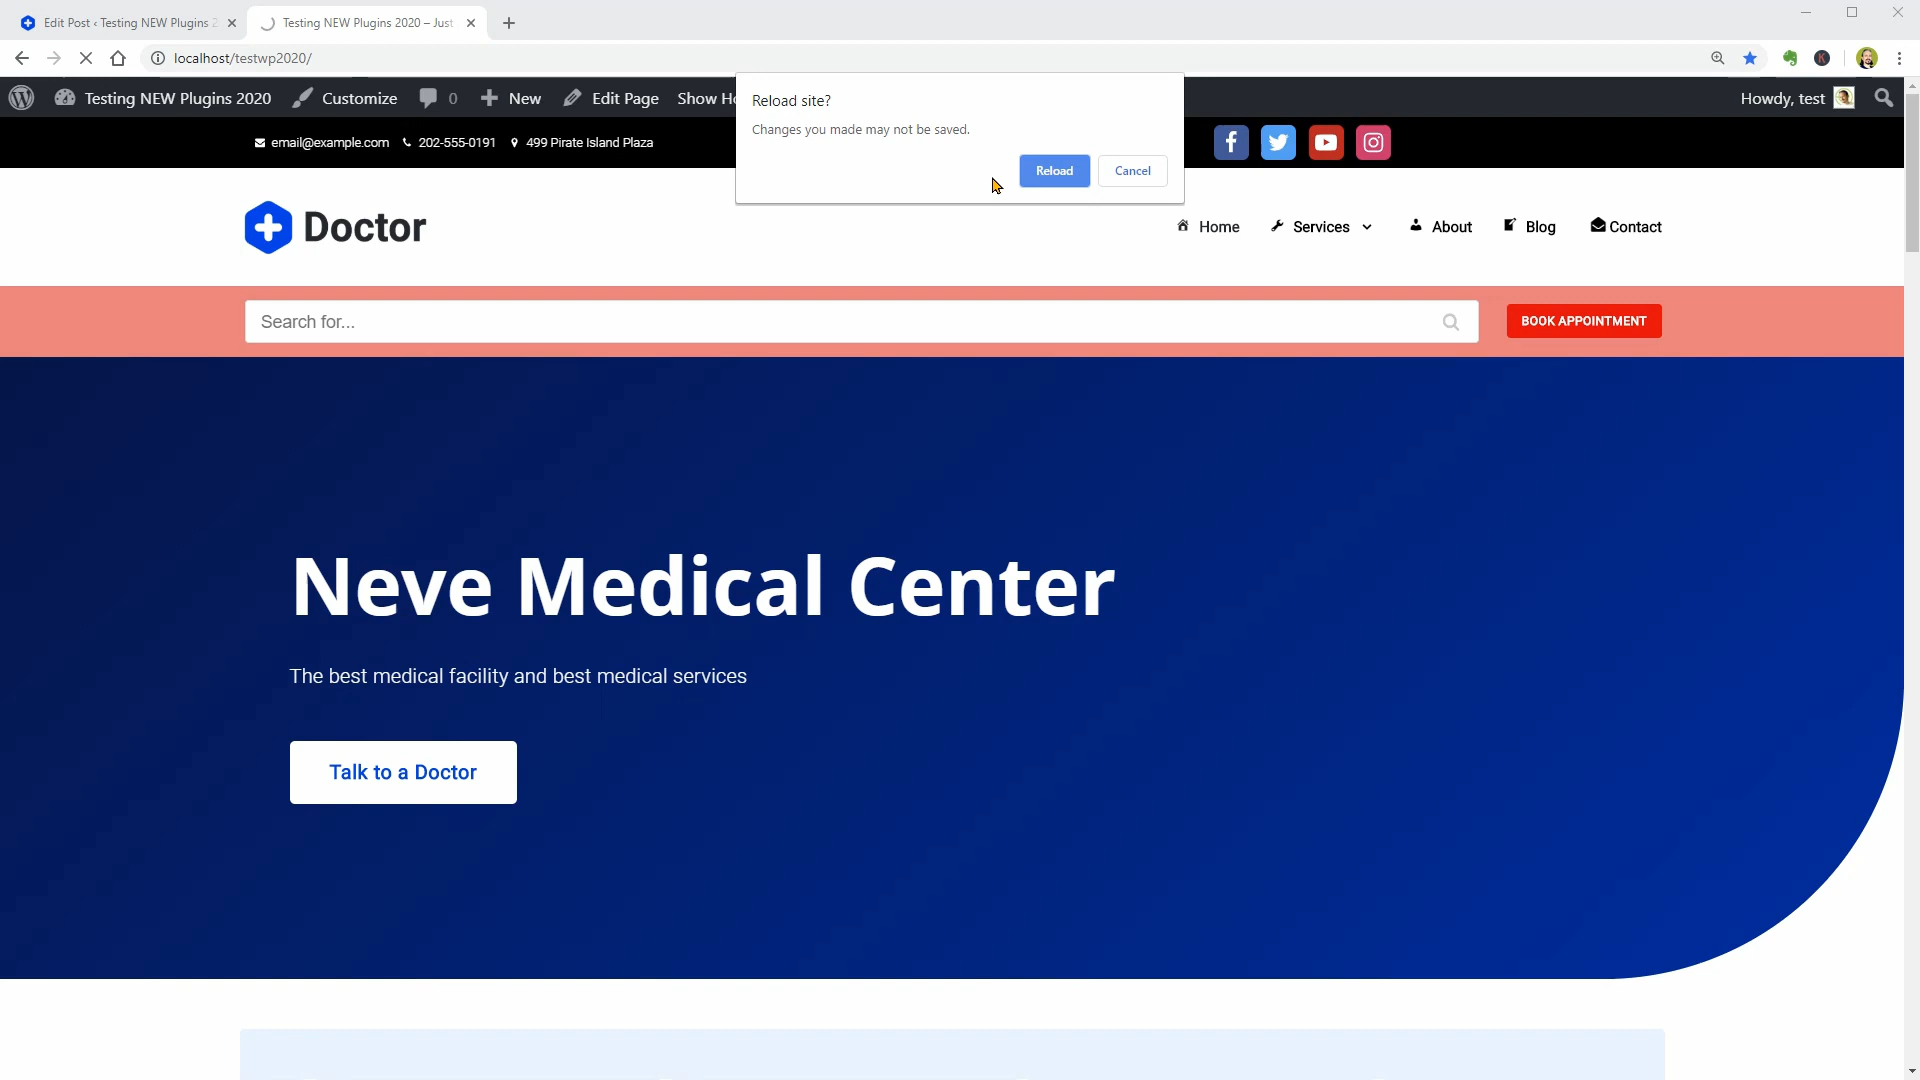 Edit Post ‹ Testing NEW Plugins 2
Testing NEW Plugins 2020 – Just
localhost/testwp2020/
Testing NEW Plugins 2020 Customize 0 New Edit Page Show Ho
Howdy, test
Reload site?
Changes you made may not be saved.
Reload Cancel
email@example.com 202-555-0191 499 Pirate Island Plaza
Doctor
Home Services About Blog Contact
Search for...
BOOK APPOINTMENT
Neve Medical Center
The best medical facility and best medical services
Talk to a Doctor